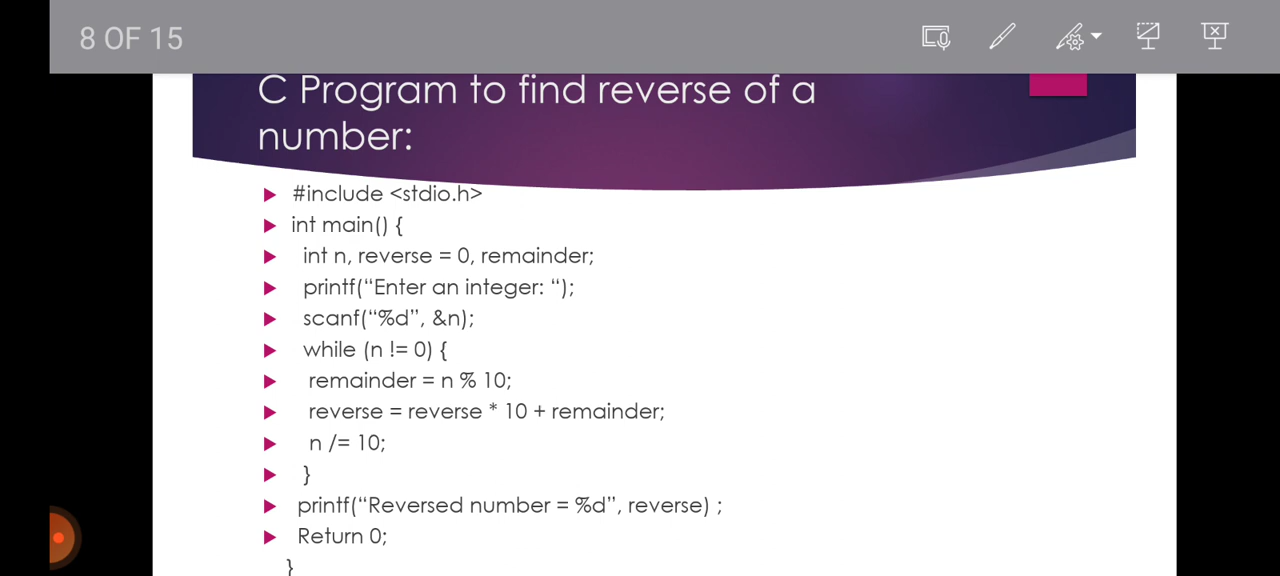 8 OF 15
C Program to find reverse of a
number:
#include <stdio.h>
int main() {
int n, reverse = 0, remainder;
printf(“Enter an integer: “);
scanf(“%d”, &n);
while (n != 0) {
remainder = n % 10;
reverse = reverse * 10 + remainder;
n /= 10;
}
printf(“Reversed number = %d”, reverse) ;
Return 0;
}